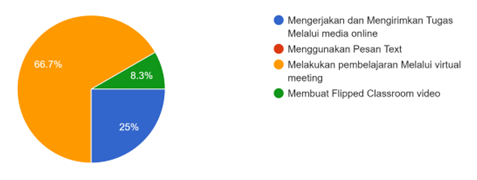 66.7%
8.3%
25%
Mengerjakan dan Mengirimkan Tugas
Melalui media online
Menggunakan Pesan Text
Melakukan pembelajaran Melalui virtual
meeting
Membuat Flipped Classroom video